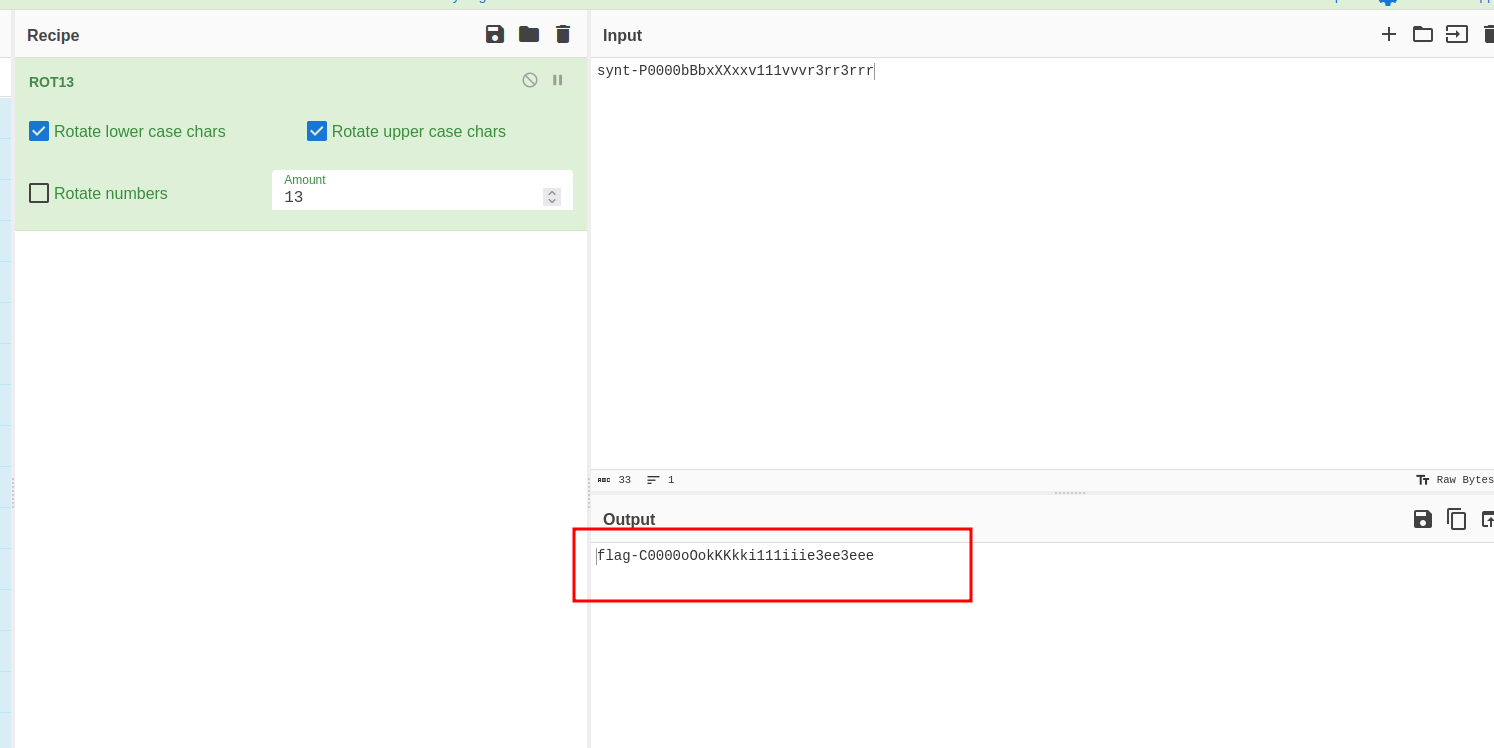 Recipe
Input
ROT13
synt-P0000bBbxXXxxv111vvvr3rr3rrr
Rotate lower case chars
Rotate upper case chars
Rotate numbers
Amount
13
ABC 33 1
Raw Bytes
Output
flag-C0000oOokKKkki111iiie3ee3eee